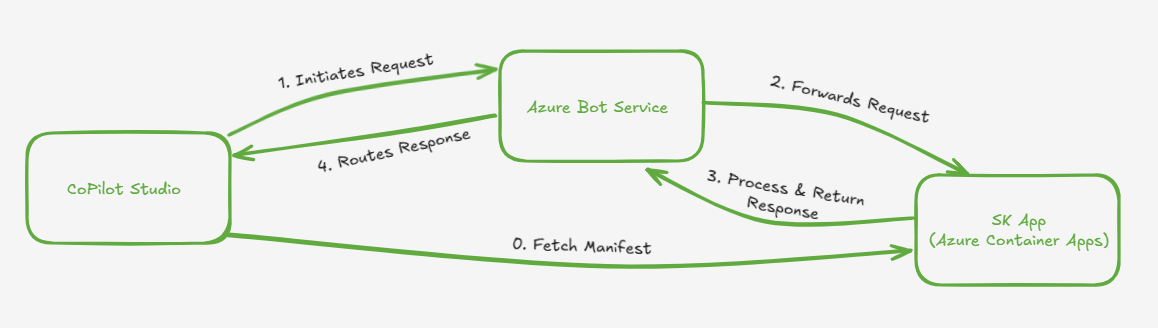 1. Initiates Request
Azure Bot Service
2. Forwards Request
4. Routes Response
CoPilot Studio
3. Process & Return
Response
SK App
(Azure Container Apps)
0. Fetch Manifest